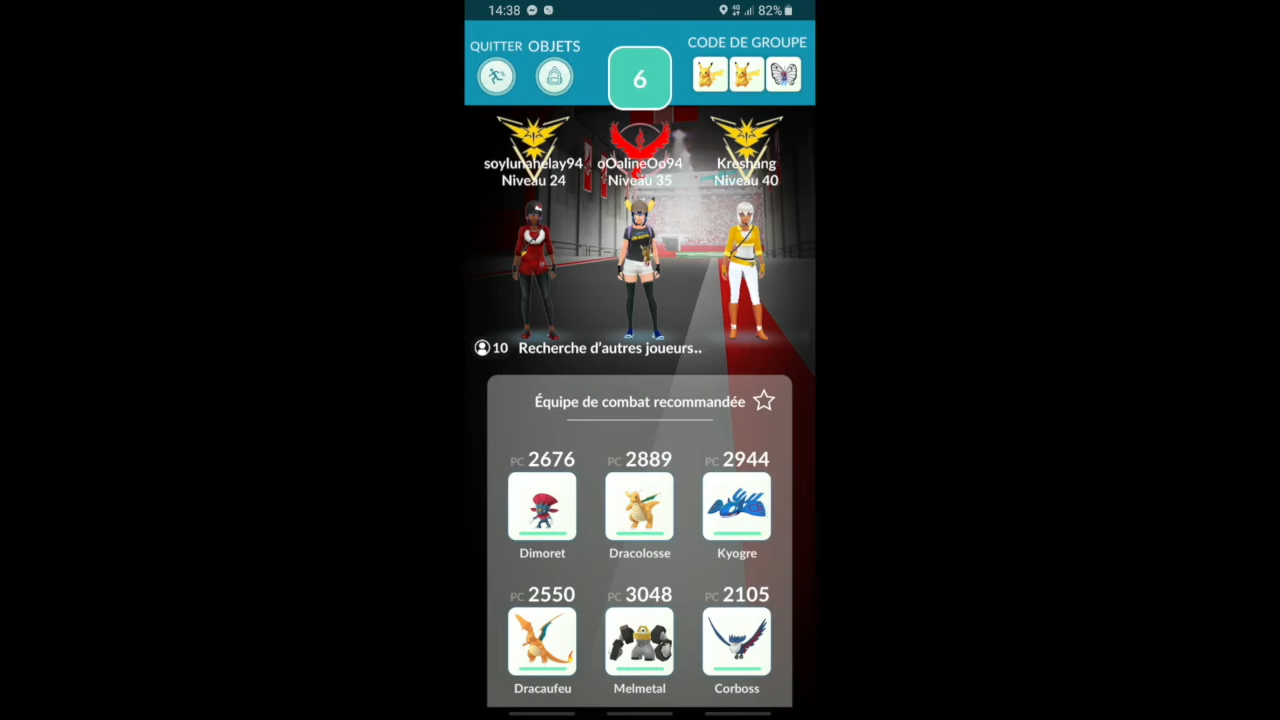 14:38
4G
82%
QUITTER OBJETS
6
CODE DE GROUPE
soylunahelay94 oOalineOo94 Kreshang
Niveau 24 Niveau 35 Niveau 40
10 Recherche d'autres joueurs..
Équipe de combat recommandée
PC 2676 PC 2889 PC 2944
Dimoret Dracolosse Kyogre
PC 2550 PC 3048 PC 2105
Dracaufeu Melmetal Corboss